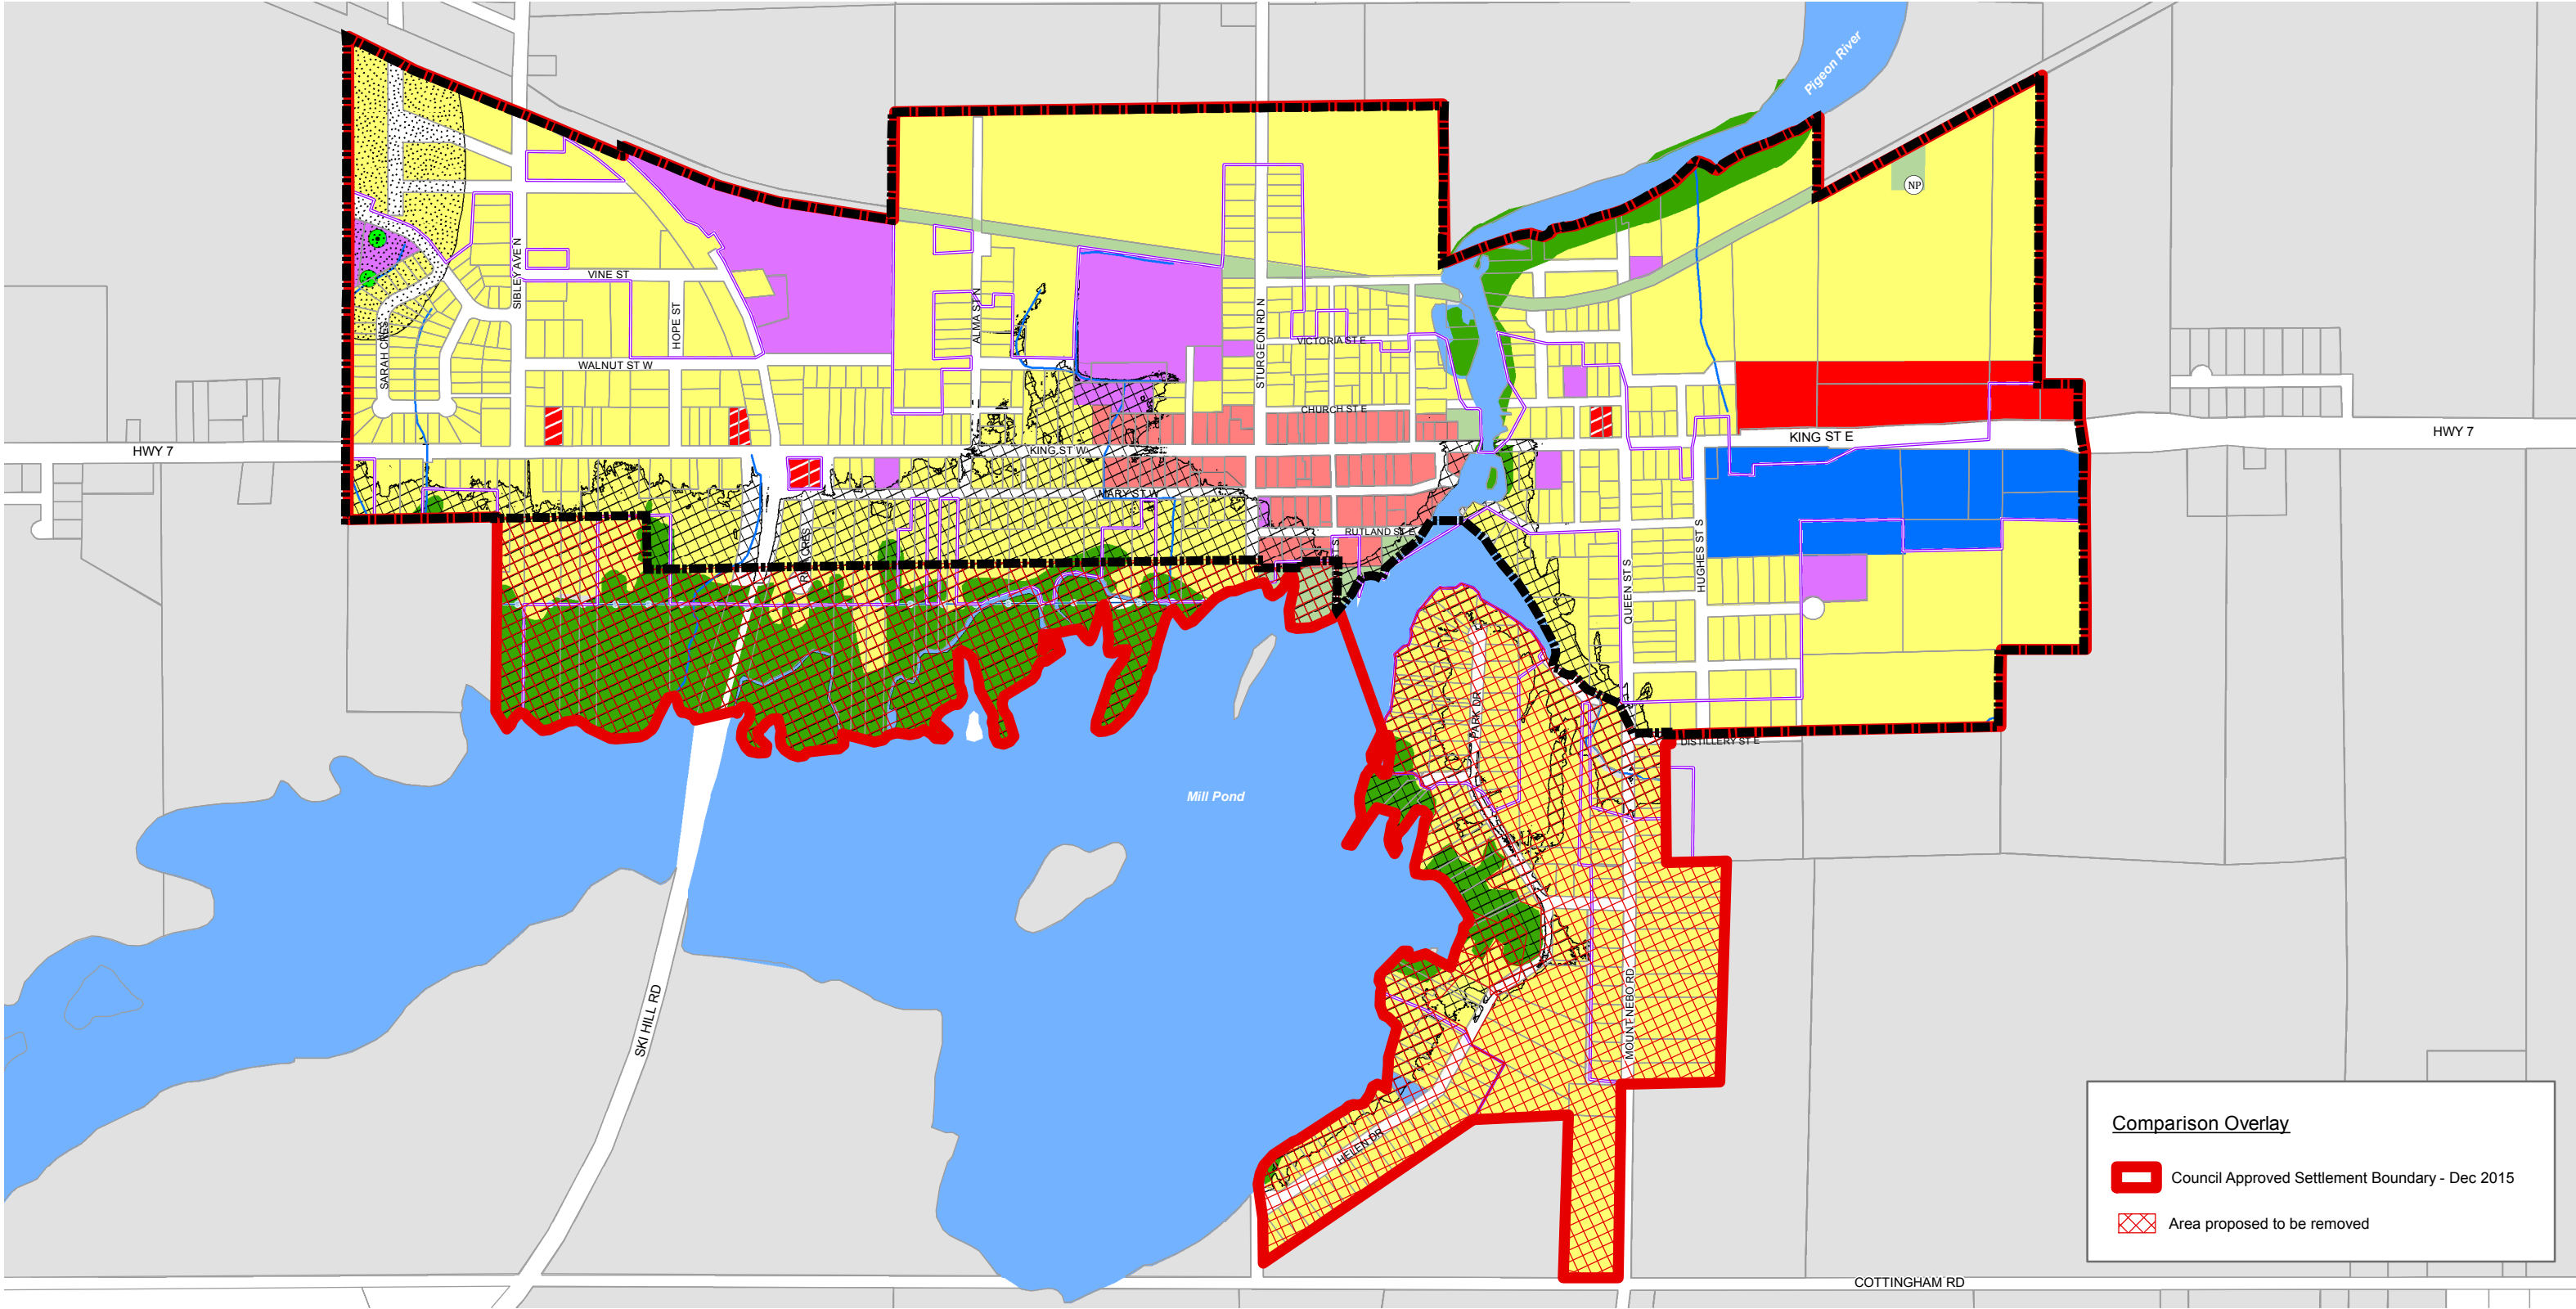 Pigeon River
NP
SIBLEY AVE N
VINE ST
HOPE ST
ALMA ST N
STURGEON RD N
SARAH CRES
VICTORIA ST E
WALNUT ST W
CHURCH ST E
KING ST E
HWY 7
HWY 7
KING ST W
MARY ST W
RUTLAND ST E
HUGHES ST S
QUEEN ST S
CRES
ST S
PARK DR
DISTILLERY ST E
Mill Pond
MOUNT NEBO RD
SKI HILL RD
HELEN DR
COTTINGHAM RD
Comparison Overlay
Council Approved Settlement Boundary - Dec 2015
Area proposed to be removed